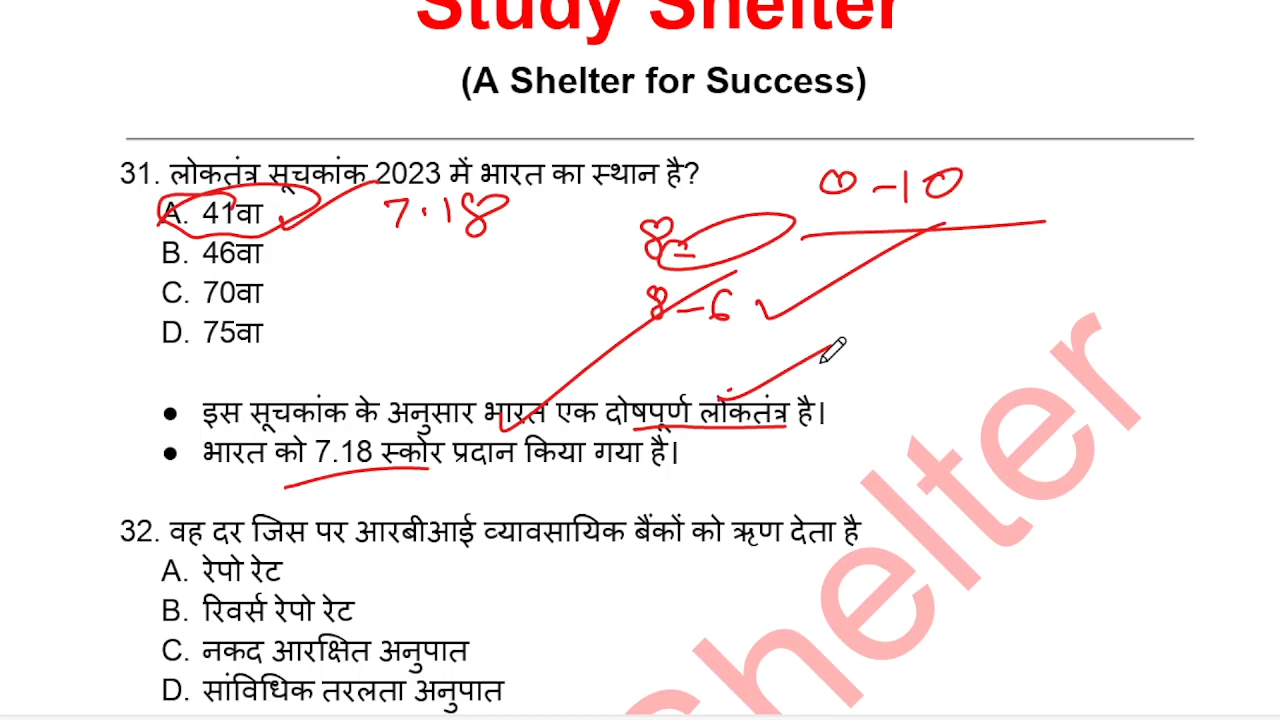 Study Shelter
(A Shelter for Success)
31. लोकतंत्र सूचकांक 2023 में भारत का स्थान है?
0-10
A. 41वा
7.18
8-
B. 46वा
8-6
C. 70वा
D. 75वा
● इस सूचकांक के अनुसार भारत एक दोषपूर्ण लोकतंत्र है।
● भारत को 7.18 स्कोर प्रदान किया गया है।
32. वह दर जिस पर आरबीआई व्यावसायिक बैंकों को ऋण देता है
A. रेपो रेट
B. रिवर्स रेपो रेट
C. नकद आरक्षित अनुपात
D. सांविधिक तरलता अनुपात
shelter